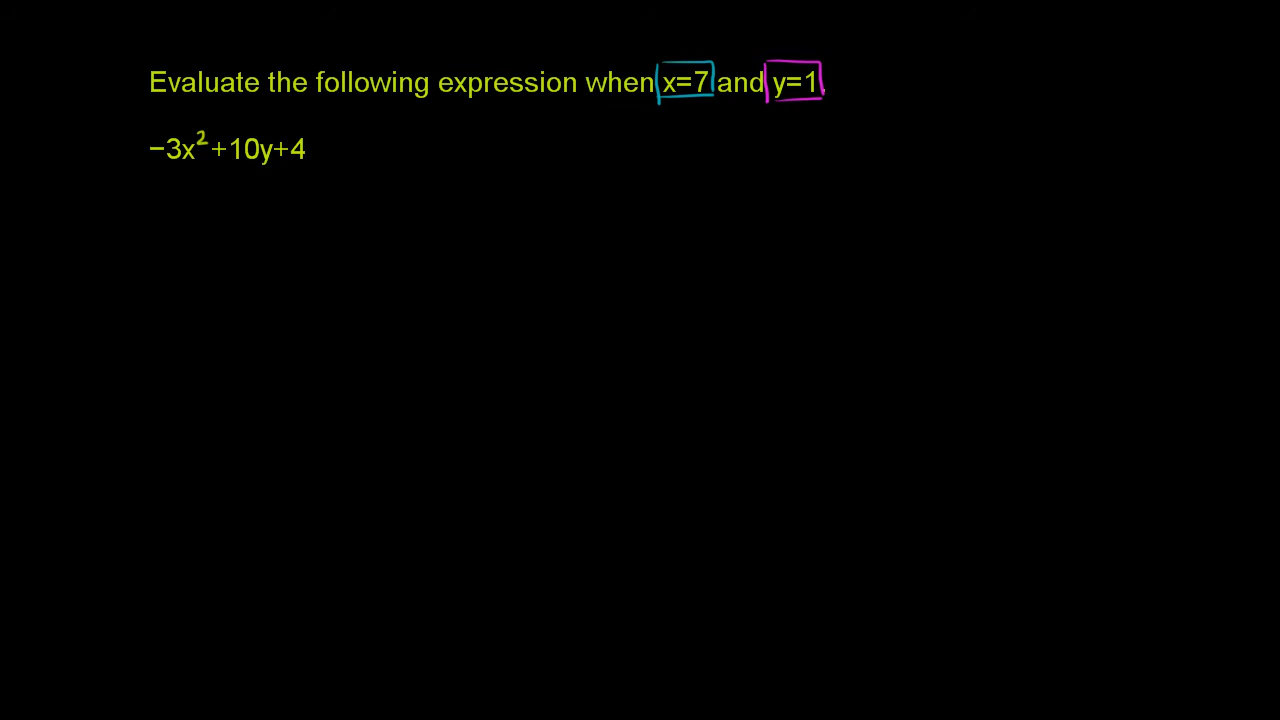 Evaluate the following expression when x=7 and y=1.
−3x²+10y+4